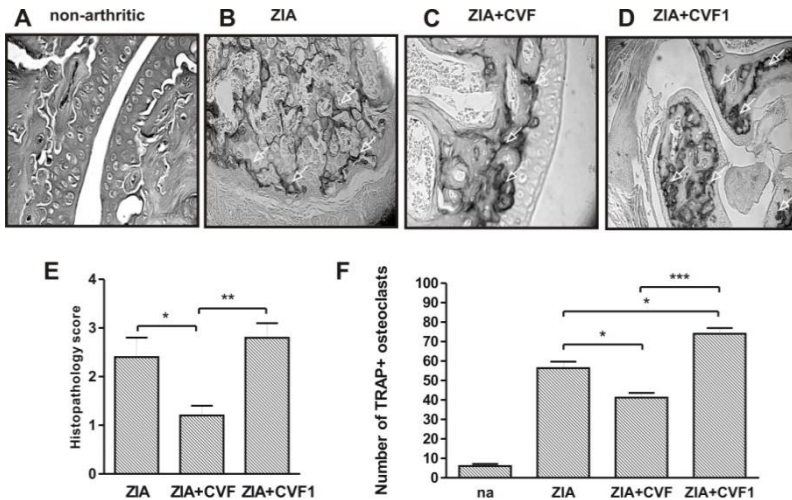 A non-arthritic
B ZIA
C ZIA+CVF
D ZIA+CVF1
E
Histopathology score
4
3
2
1
0
*
**
ZIA ZIA+CVF ZIA+CVF1
F
Number of TRAP+ osteoclasts
100
90
80
70
60
50
40
30
20
10
0
***
*
*
na ZIA ZIA+CVF ZIA+CVF1